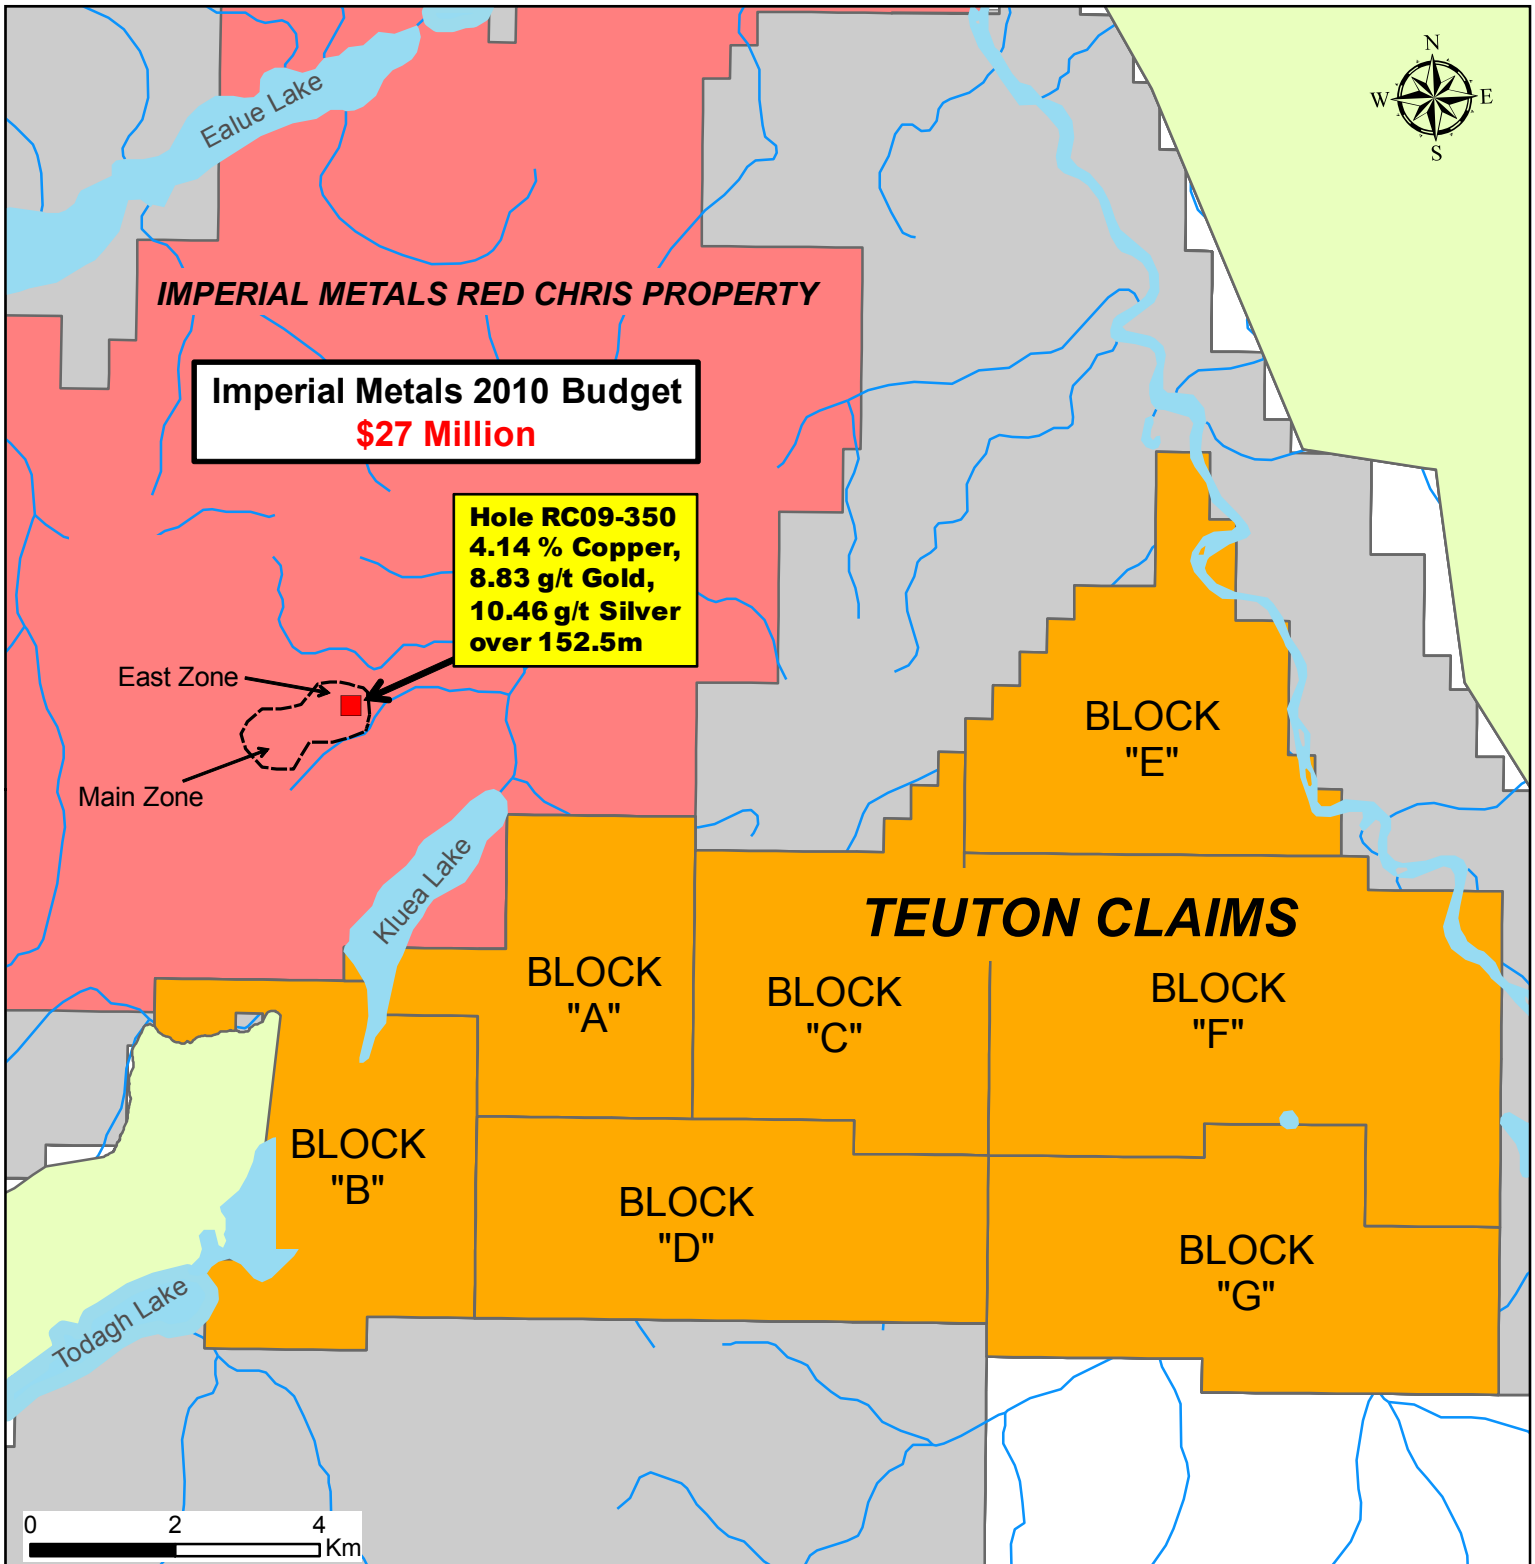 N
W
E
S
Ealue Lake
IMPERIAL METALS RED CHRIS PROPERTY
Imperial Metals 2010 Budget
$27 Million
Hole RC09-350
4.14 % Copper,
8.83 g/t Gold,
10.46 g/t Silver
over 152.5m
East Zone
Main Zone
Kluea Lake
BLOCK
"E"
TEUTON CLAIMS
BLOCK
"A"
BLOCK
"C"
BLOCK
"F"
BLOCK
"B"
BLOCK
"D"
BLOCK
"G"
Todagh Lake
0 2 4
Km